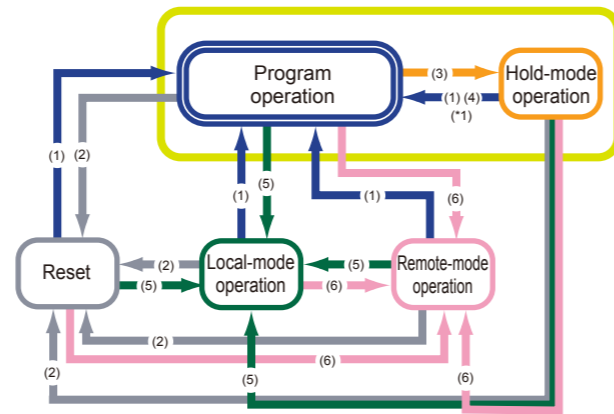 Program
operation
(3)
Hold-mode
operation
(1) (4)
(*1)
(1)
(2)
(5)
(6)
(1)
(1)
Reset
(2)
(5)
Local-mode
operation
(5)
(6)
Remote-mode
operation
(2)
(6)
(2)
(5)
(6)